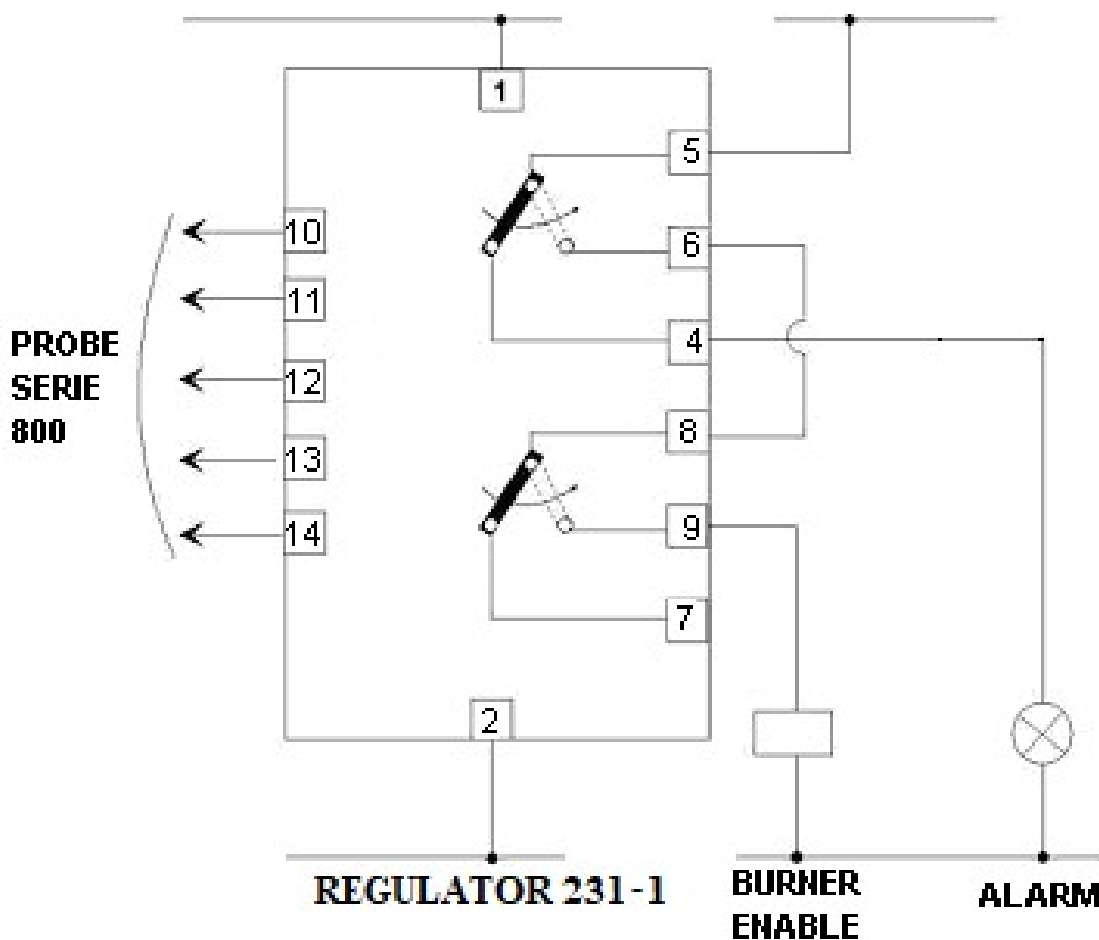 1
5
10
6
11
4
PROBE
SERIE
800
12
8
13
9
14
7
2
REGULATOR 231-1
BURNER
ENABLE
ALARM